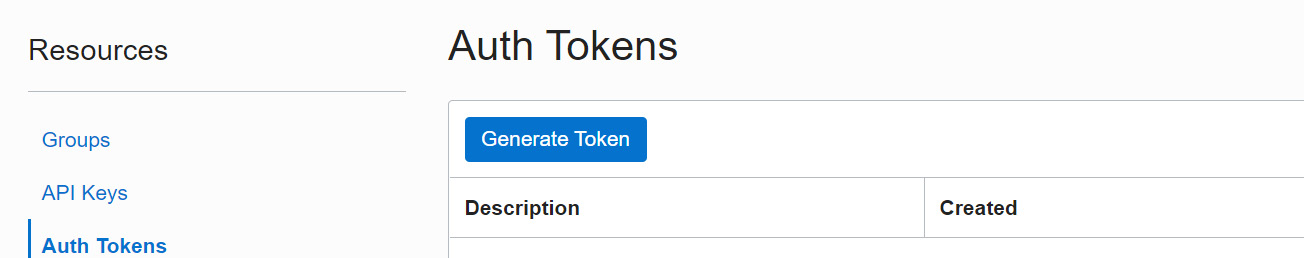 Resources
Groups
API Keys
Auth Tokens
Auth Tokens
Generate Token
Description
Created